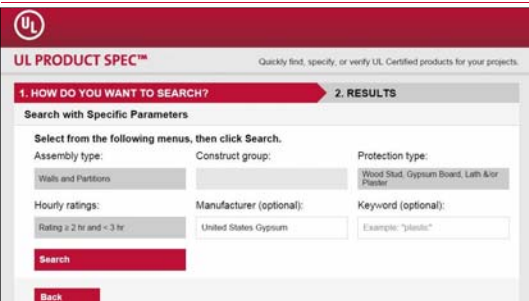 UL
UL PRODUCT SPEC™
Quickly find, specify, or verify UL Certified products for your projects.
1. HOW DO YOU WANT TO SEARCH?
2. RESULTS
Search with Specific Parameters
Select from the following menus, then click Search.
Assembly type:
Construct group:
Protection type:
Walls and Partitions
Wood Stud, Gypsum Board, Lath &/or
Plaster
Hourly ratings:
Manufacturer (optional):
Keyword (optional):
Rating ≥ 2 hr and < 3 hr
United States Gypsum
Example: "plastic"
Search
Back